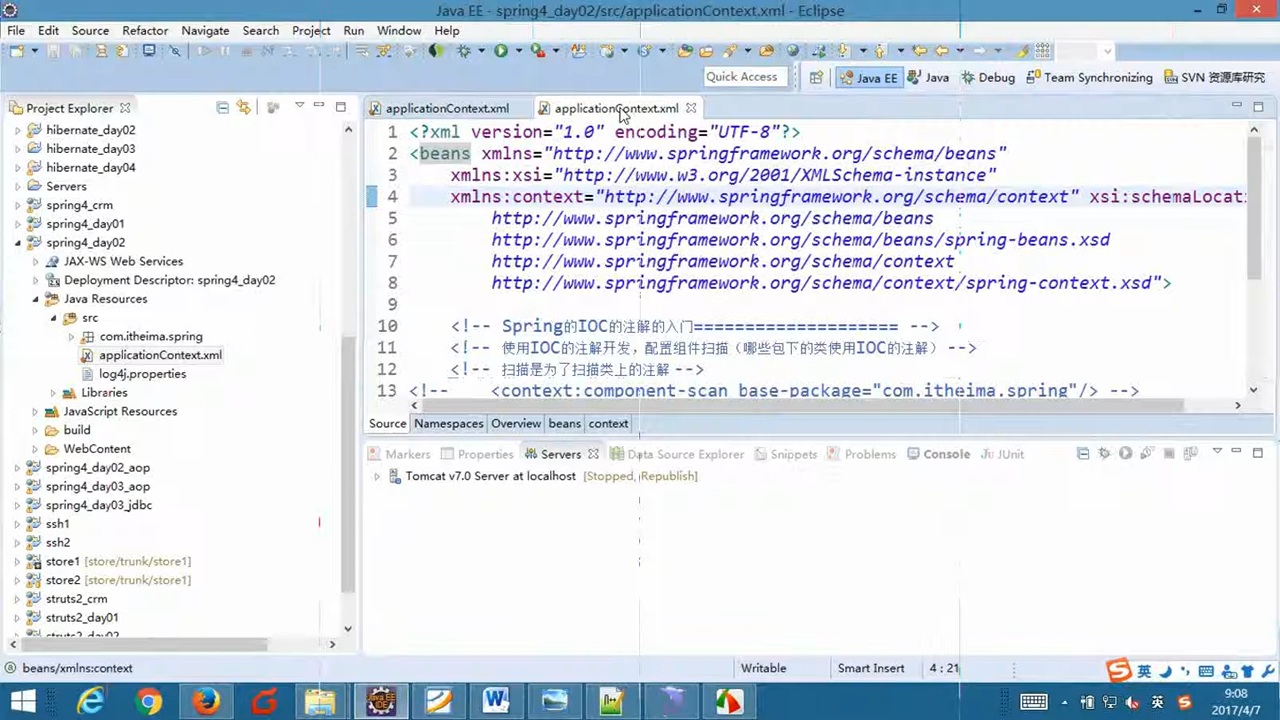 Java EE - spring4_day02/src/applicationContext.xml - Eclipse
File Edit Source Refactor Navigate Search Project Run Window Help
Quick Access
Java EE Java Debug Team Synchronizing SVN 资源库研究
Project Explorer
hibernate_day02
hibernate_day03
hibernate_day04
Servers
spring4_crm
spring4_day01
spring4_day02
JAX-WS Web Services
Deployment Descriptor: spring4_day02
Java Resources
src
com.itheima.spring
applicationContext.xml
log4j.properties
Libraries
JavaScript Resources
build
WebContent
spring4_day02_aop
spring4_day03_aop
spring4_day03_jdbc
ssh1
ssh2
store1 [store/trunk/store1]
store2 [store/trunk/store1]
struts2_crm
struts2_day01
struts2_day02
applicationContext.xml applicationContext.xml
1 <?xml version="1.0" encoding="UTF-8"?>
2 <beans xmlns="http://www.springframework.org/schema/beans"
3 xmlns:xsi="http://www.w3.org/2001/XMLSchema-instance"
4 xmlns:context="http://www.springframework.org/schema/context" xsi:schemaLocati
5 http://www.springframework.org/schema/beans
6 http://www.springframework.org/schema/beans/spring-beans.xsd
7 http://www.springframework.org/schema/context
8 http://www.springframework.org/schema/context/spring-context.xsd">
9
10 <!-- Spring的IOC的注解的入门==================== -->
11 <!-- 使用IOC的注解开发，配置组件扫描（哪些包下的类使用IOC的注解） -->
12 <!-- 扫描是为了扫描类上的注解 -->
13 <!-- <context:component-scan base-package="com.itheima.spring"/> -->
Source Namespaces Overview beans context
Markers Properties Servers Data Source Explorer Snippets Problems Console JUnit
Tomcat v7.0 Server at localhost [Stopped, Republish]
beans/xmlns:context Writable Smart Insert 4 : 21
英
英
9:08
2017/4/7